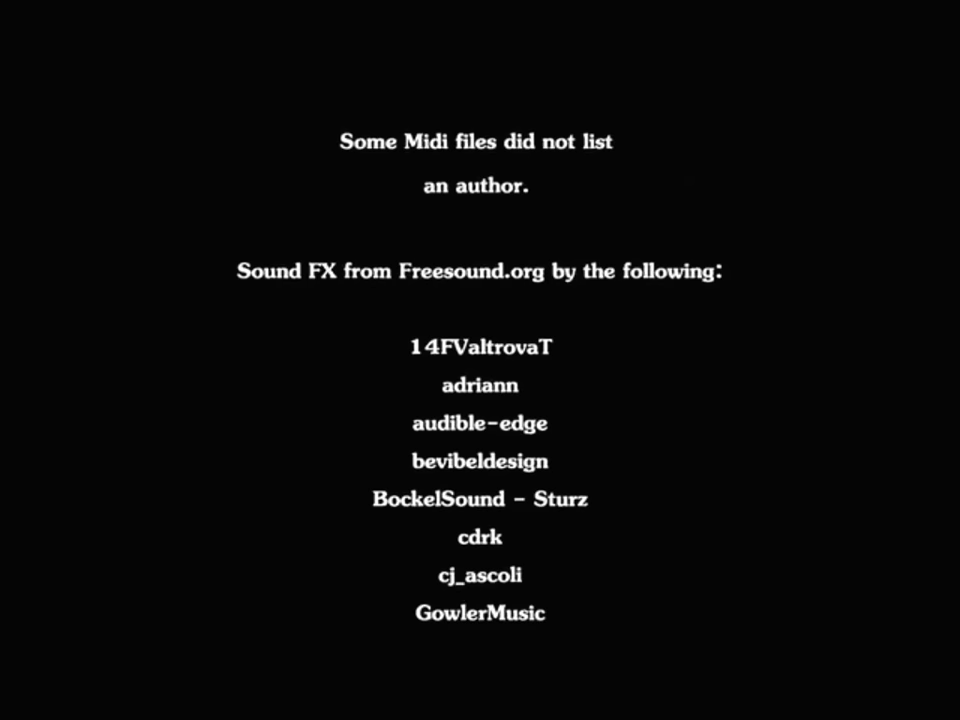 Some Midi files did not list
an author.
Sound FX from Freesound.org by the following:
14FValtrovaT
adriann
audible-edge
bevibeldesign
BockelSound - Sturz
cdrk
cj_ascoli
GowlerMusic